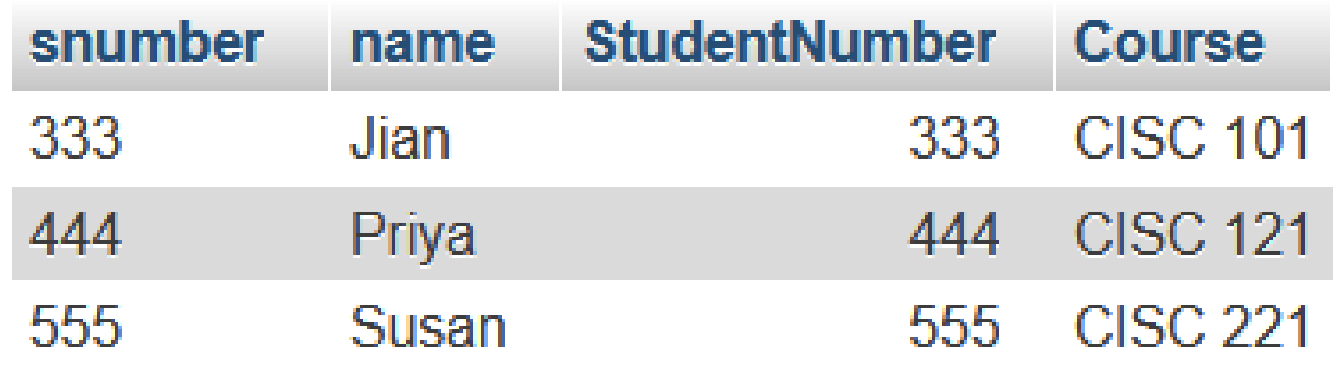 snumber name StudentNumber Course
333 Jian 333 CISC 101
444 Priya 444 CISC 121
555 Susan 555 CISC 221